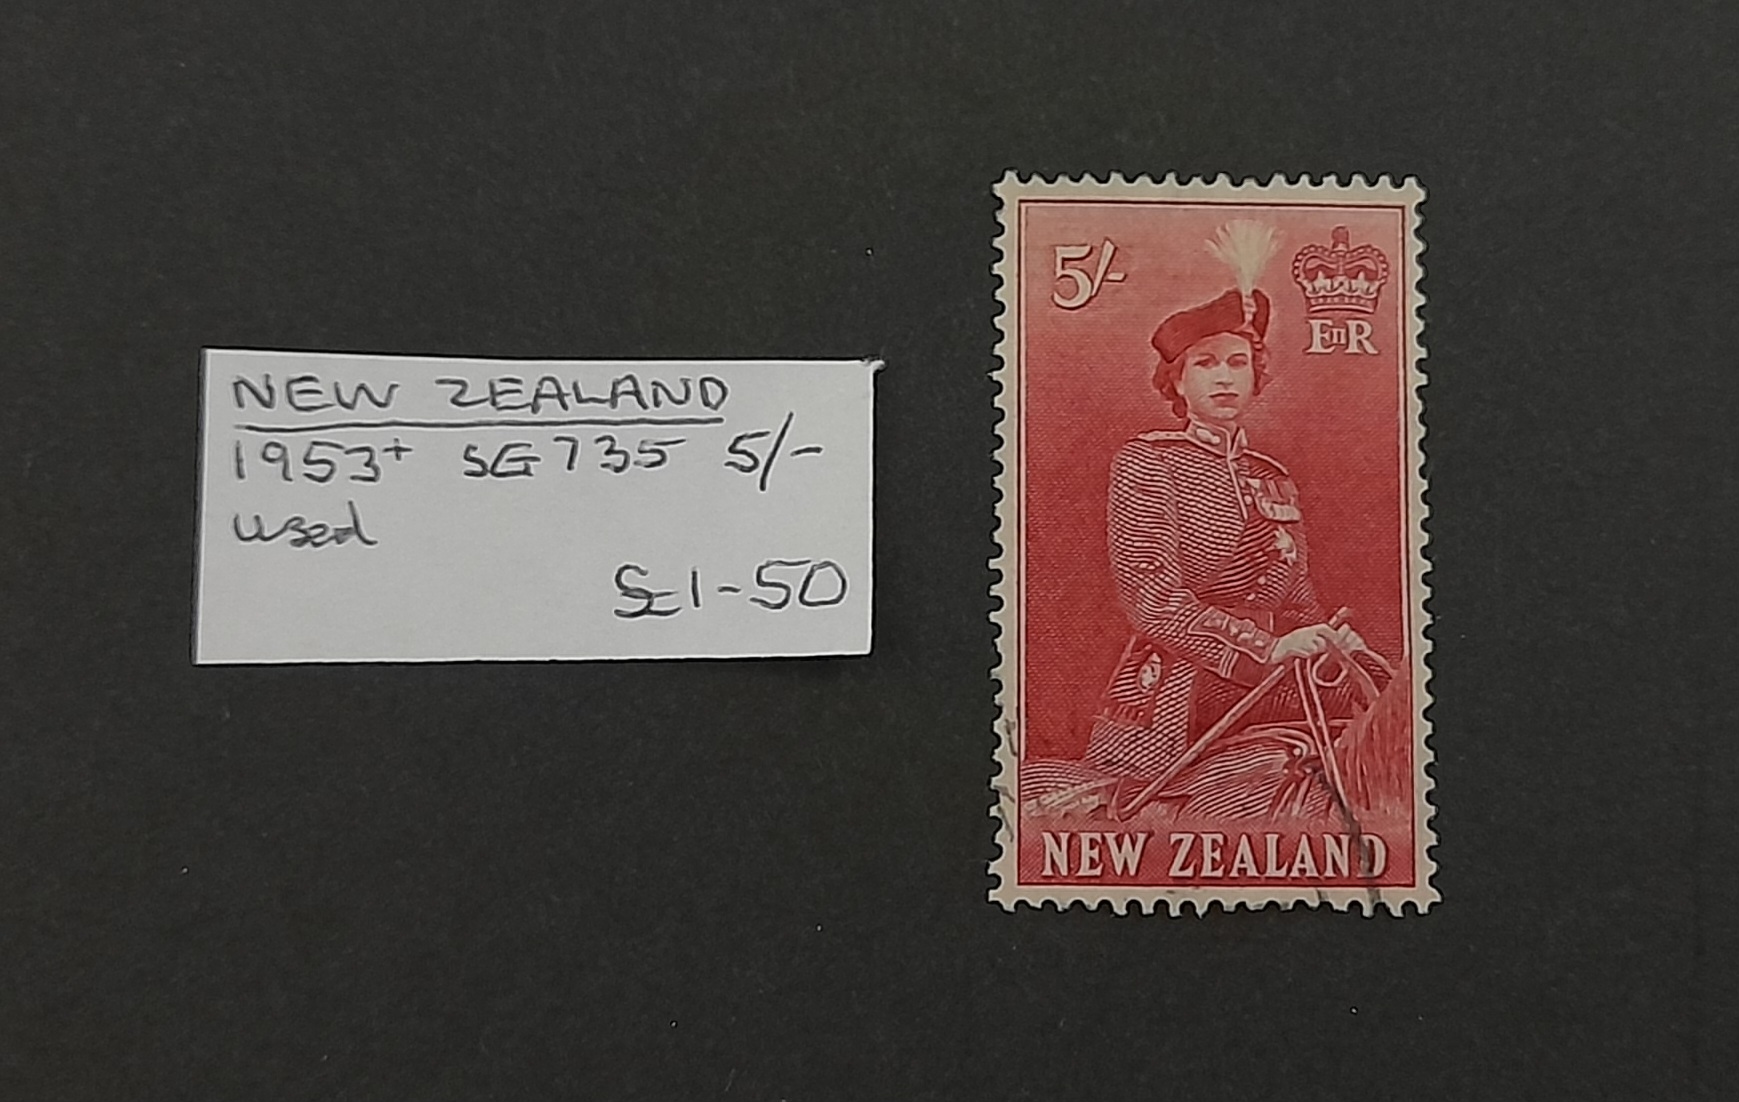 NEW ZEALAND
1953+ SG735 5/-
used
£1-50
5/-
EIIR
NEW ZEALAND